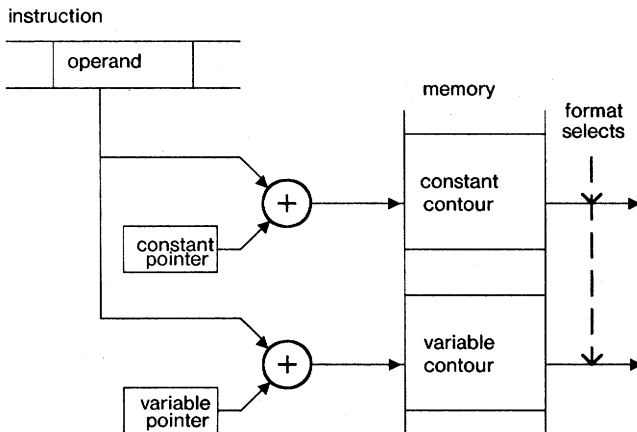 instruction
operand
memory
format
selects
constant
contour
+
constant
pointer
variable
contour
+
variable
pointer